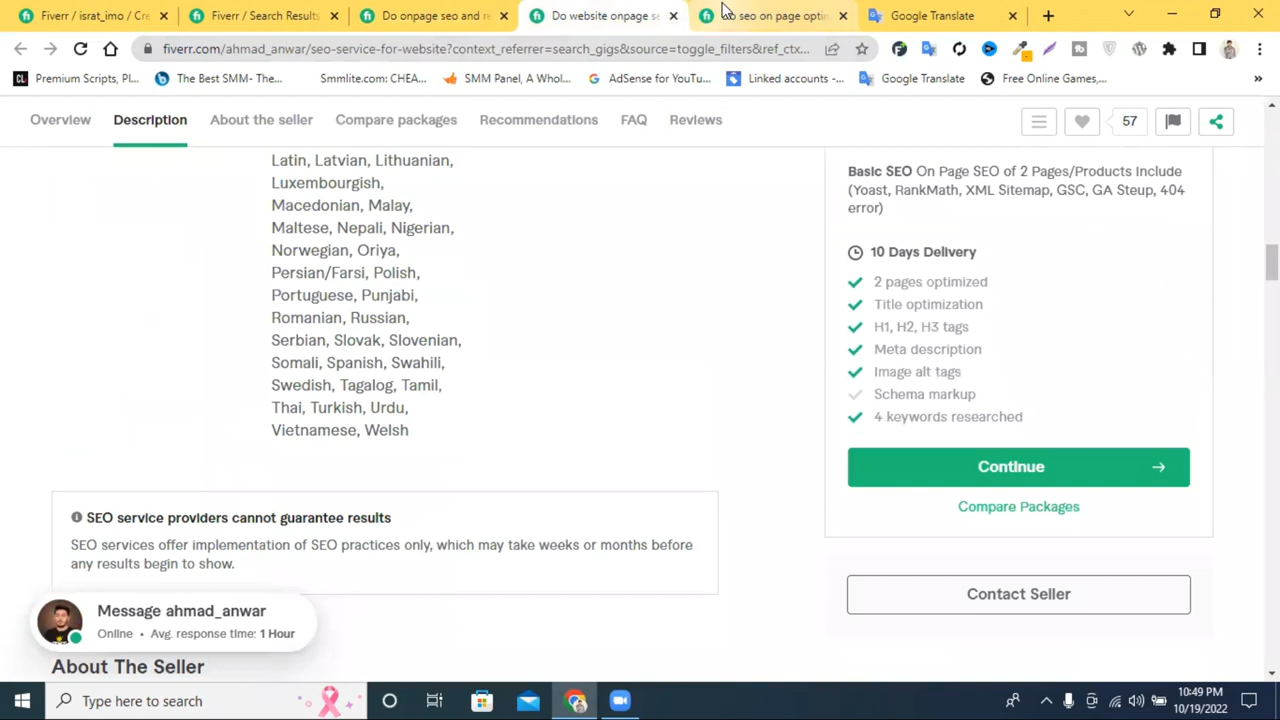 Fiverr / israt_imo / Cre
Fiverr / Search Results
Do onpage seo and re
Do website onpage se
seo on page optin
Google Translate
fiverr.com/ahmad_anwar/seo-service-for-website?context_referrer=search_gigs&source=toggle_filters&ref_ctx...
Premium Scripts, Pl...
The Best SMM- The...
Smmlite.com: CHEA...
SMM Panel, A Whol...
AdSense for YouTu...
Linked accounts -...
Google Translate
Free Online Games,...
»
Overview
Description
About the seller
Compare packages
Recommendations
FAQ
Reviews
57
Latin, Latvian, Lithuanian,
Luxembourgish,
Macedonian, Malay,
Maltese, Nepali, Nigerian,
Norwegian, Oriya,
Persian/Farsi, Polish,
Portuguese, Punjabi,
Romanian, Russian,
Serbian, Slovak, Slovenian,
Somali, Spanish, Swahili,
Swedish, Tagalog, Tamil,
Thai, Turkish, Urdu,
Vietnamese, Welsh
Basic SEO On Page SEO of 2 Pages/Products Include
(Yoast, RankMath, XML Sitemap, GSC, GA Steup, 404
error)
10 Days Delivery
2 pages optimized
Title optimization
H1, H2, H3 tags
Meta description
Image alt tags
Schema markup
4 keywords researched
Continue
Compare Packages
Contact Seller
SEO service providers cannot guarantee results
SEO services offer implementation of SEO practices only, which may take weeks or months before
any results begin to show.
Message ahmad_anwar
Online • Avg. response time: 1 Hour
About The Seller
Type here to search
10:49 PM
10/19/2022